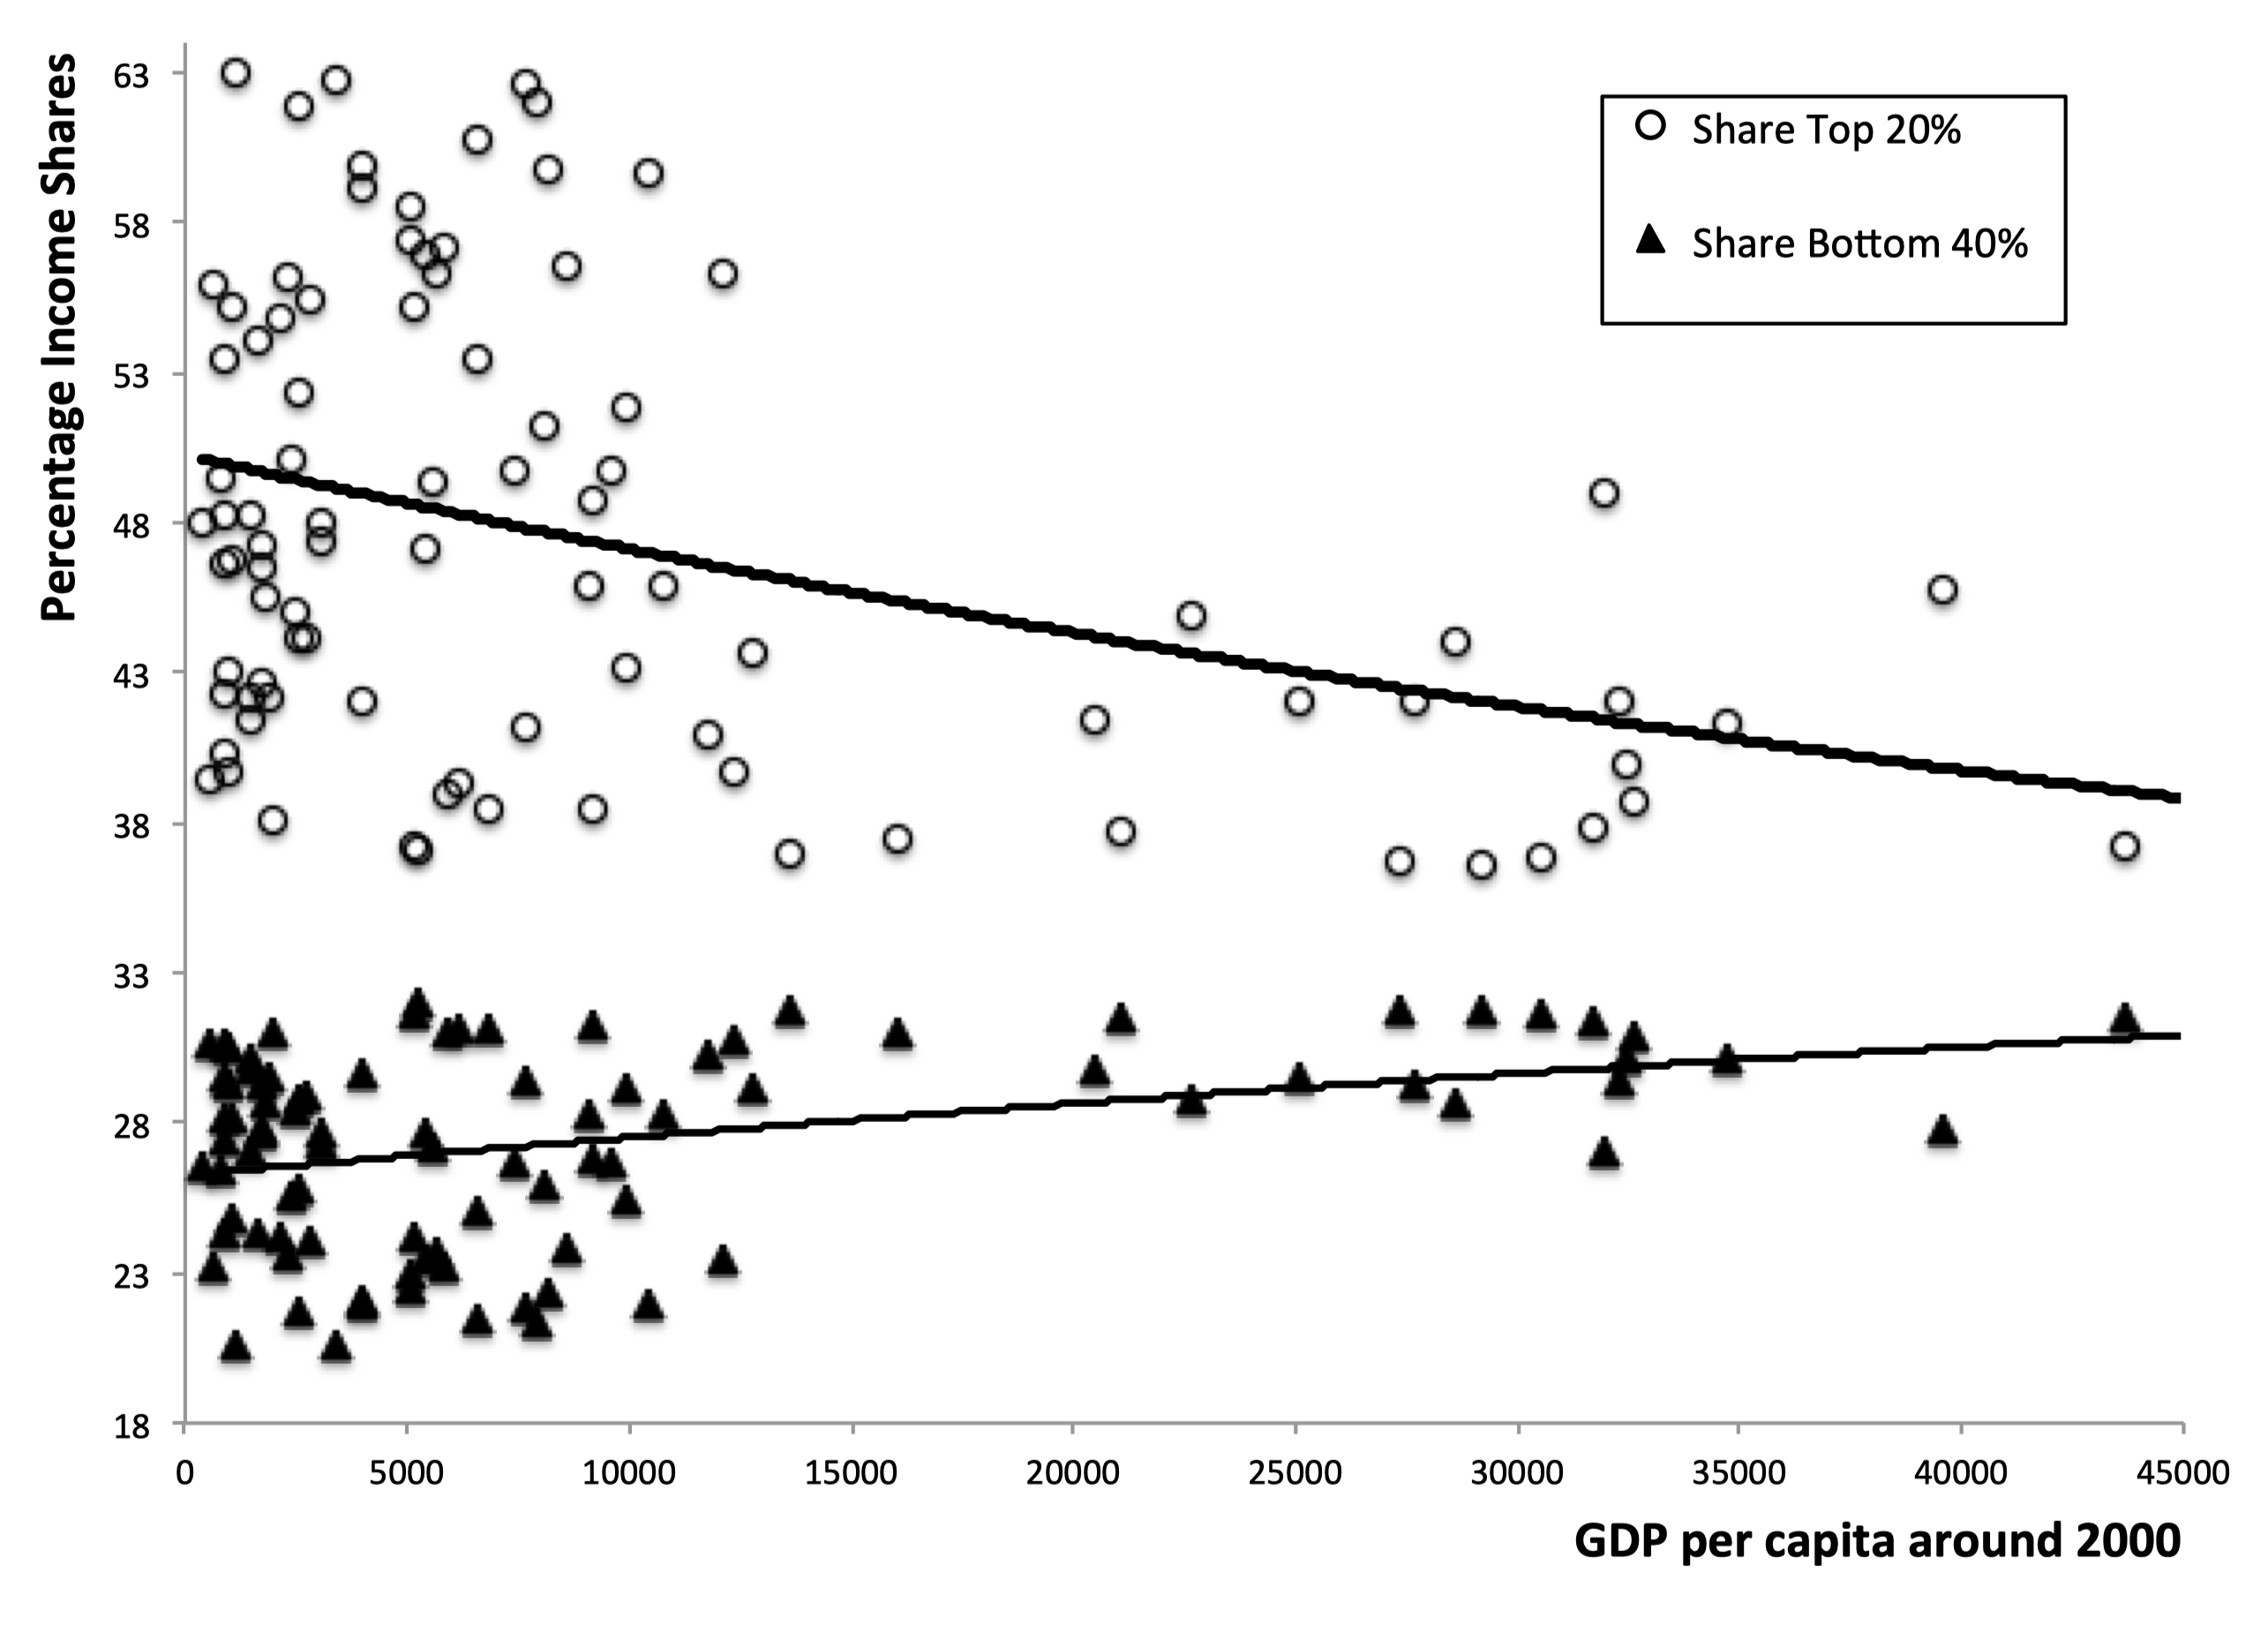 Percentage Income Shares
63
58
53
48
43
38
33
28
23
18
Share Top 20%
Share Bottom 40%
0 5000 10000 15000 20000 25000 30000 35000 40000 45000
GDP per capita around 2000